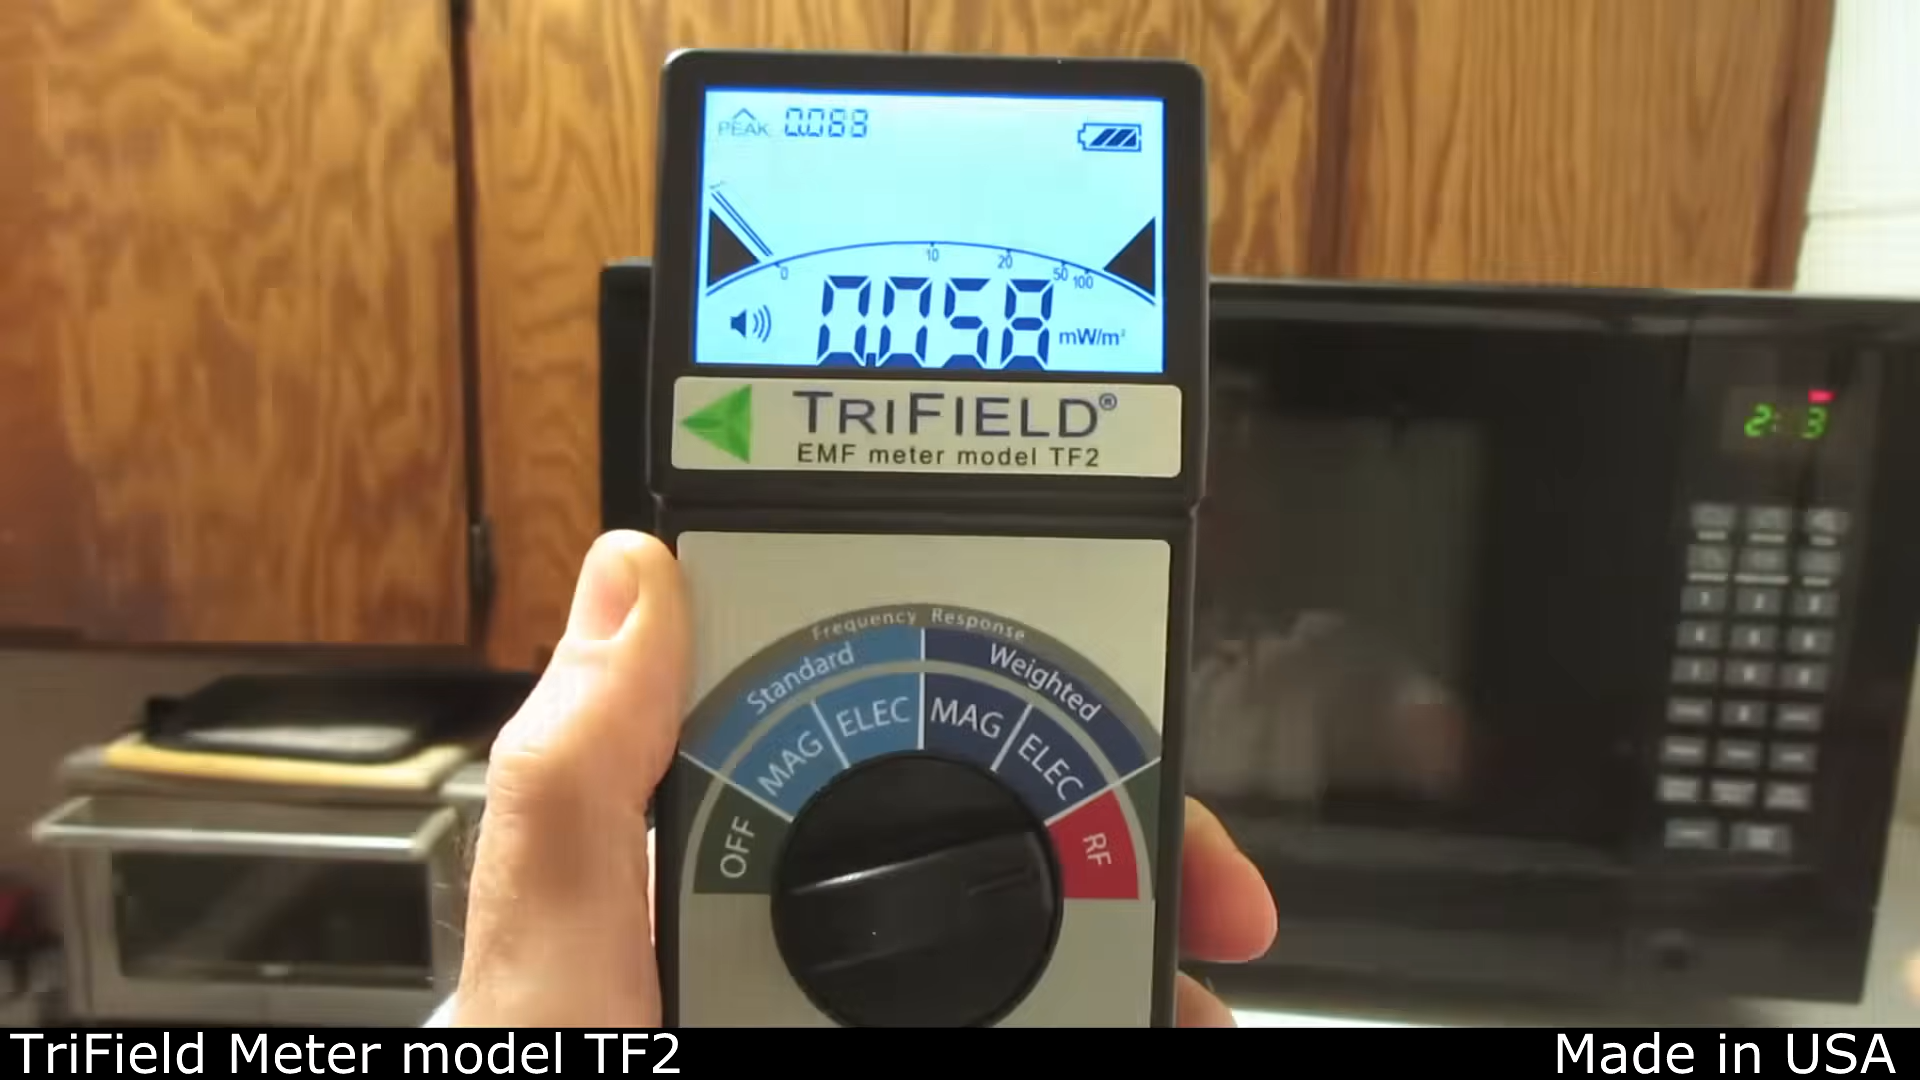 PEAK 0.083
0 10 20 50 100
0.058 mW/m²
TRIFIELD®
EMF meter model TF2
Frequency Response
Standard Weighted
MAG ELEC MAG ELEC
OFF RF
TriField Meter model TF2
Made in USA